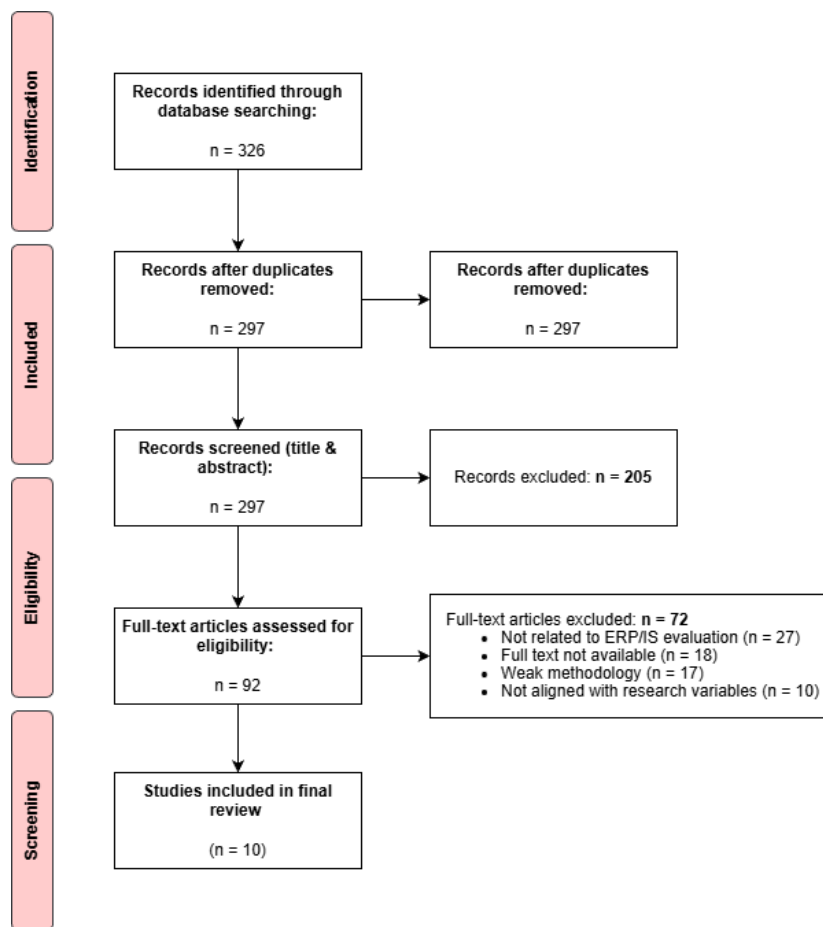 Identification
Records identified through
database searching:
n = 326
Included
Records after duplicates
removed:
n = 297
Records after duplicates
removed:
n = 297
Records screened (title &
abstract):
n = 297
Records excluded: n = 205
Eligibility
Full-text articles assessed for
eligibility:
n = 92
Full-text articles excluded: n = 72
• Not related to ERP/IS evaluation (n = 27)
• Full text not available (n = 18)
• Weak methodology (n = 17)
• Not aligned with research variables (n = 10)
Screening
Studies included in final
review
(n = 10)